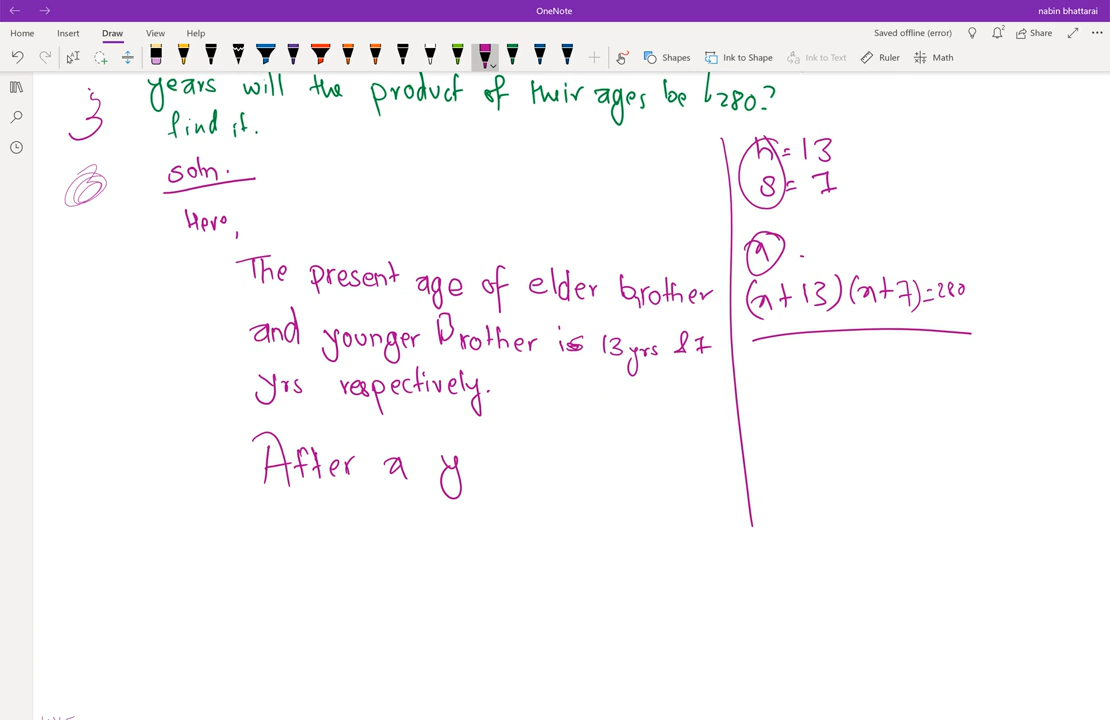 OneNote
nabin bhattarai
Home Insert Draw View Help
Saved offline (error)
Share
Shapes
Ink to Shape
Ink to Text
Ruler
Math
years will the product of their ages be 280?
find it.
3
soln.
Here,
The present age of elder brother
and younger Brother is 13 yrs & 7
yrs respectively.
After a y
= 13
= 7
(x+13)(x+7)=280